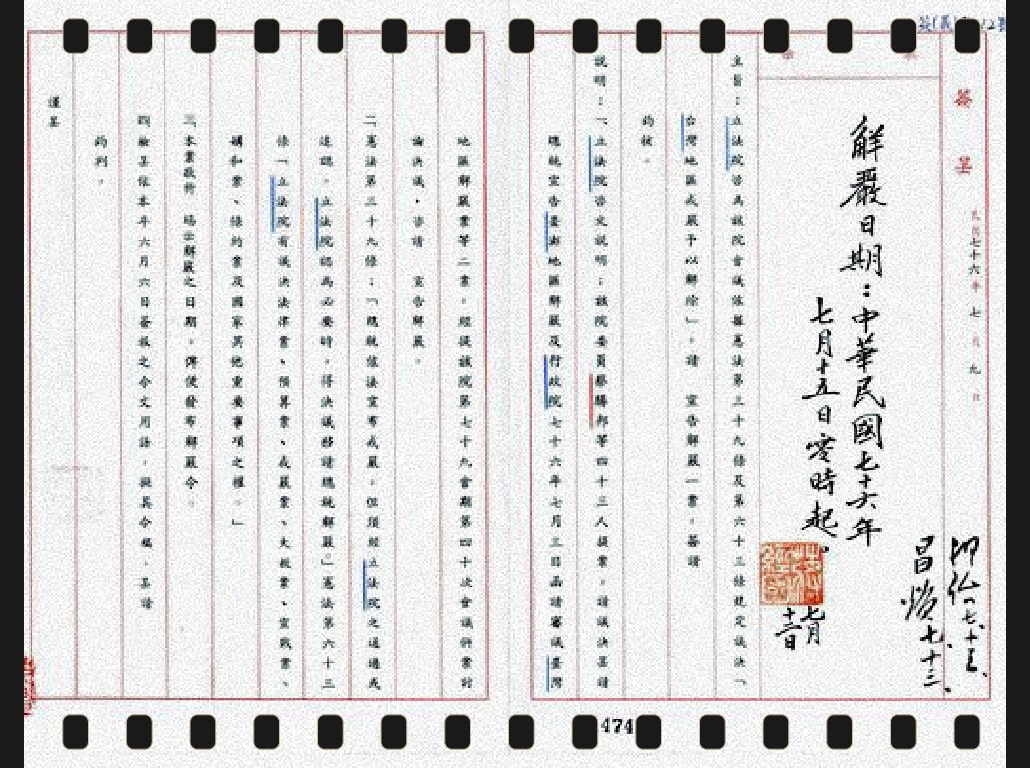 簽呈
七十六年七月九日
解嚴日期：中華民國七十六年
七月十五日零時起。
七月
十三日
主旨：立法院咨為該院會議依據憲法第三十九條及第六十三條規定議決「
台灣地區戒嚴予以解除」，請 宣告解嚴一案，簽請
鈞核。
說明：一、立法院咨文說明：該院委員蔡勝邦等四十三人提案，請議決咨請
總統宣告臺灣地區解嚴及行政院七十六年七月三日函請審議臺灣
地區解嚴案等二案，經提該院第七十九會期第四十次會議併案討
論決議，咨請 宣告解嚴。
二、憲法第三十九條：「總統依法宣布戒嚴，但須經立法院之通過或
追認。立法院認為必要時，得決議移請總統解嚴」憲法第六十三
條「立法院有議決法律案、預算案、戒嚴案、大赦案、宣戰案、
媾和案、條約案及國家其他重要事項之權。」
三、本案敬祈 賜示解嚴之日期，俾便發布解嚴令。
四、檢呈依本年六月六日簽核之令文用語，擬具令稿，呈請
鈞判。
謹呈
474